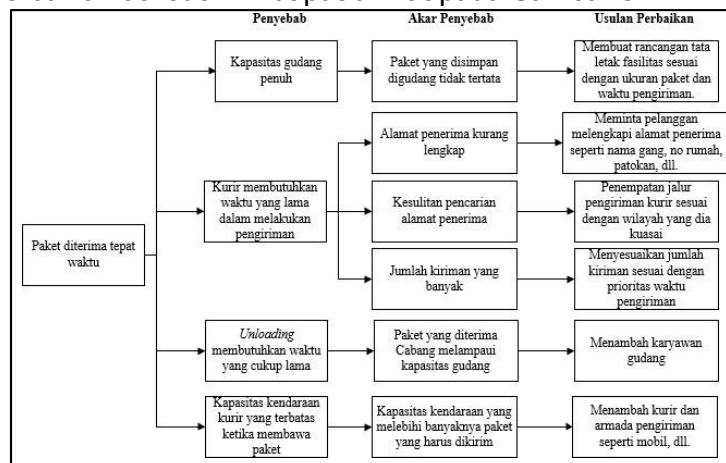 Penyebab
Akar Penyebab
Usulan Perbaikan
Paket diterima tepat
waktu
Kapasitas gudang
penuh
Paket yang disimpan
digudang tidak tertata
Membuat rancangan tata
letak fasilitas sesuai
dengan ukuran paket dan
waktu pengiriman.
Kurir membutuhkan
waktu yang lama
dalam melakukan
pengiriman
Alamat penerima kurang
lengkap
Meminta pelanggan
melengkapi alamat penerima
seperti nama gang, no rumah,
patokan, dll.
Kesulitan pencarian
alamat penerima
Penempatan jalur
pengiriman kurir sesuai
dengan wilayah yang dia
kuasai
Jumlah kiriman yang
banyak
Menyesuaikan jumlah
kiriman sesuai dengan
prioritas waktu
pengiriman
Unloading
membutuhkan waktu
yang cukup lama
Paket yang diterima
Cabang melampaui
kapasitas gudang
Menambah karyawan
gudang
Kapasitas kendaraan
kurir yang terbatas
ketika membawa
paket
Kapasitas kendaraan yang
melebihi banyaknya paket
yang harus dikirim
Menambah kurir dan
armada pengiriman
seperti mobil, dll.